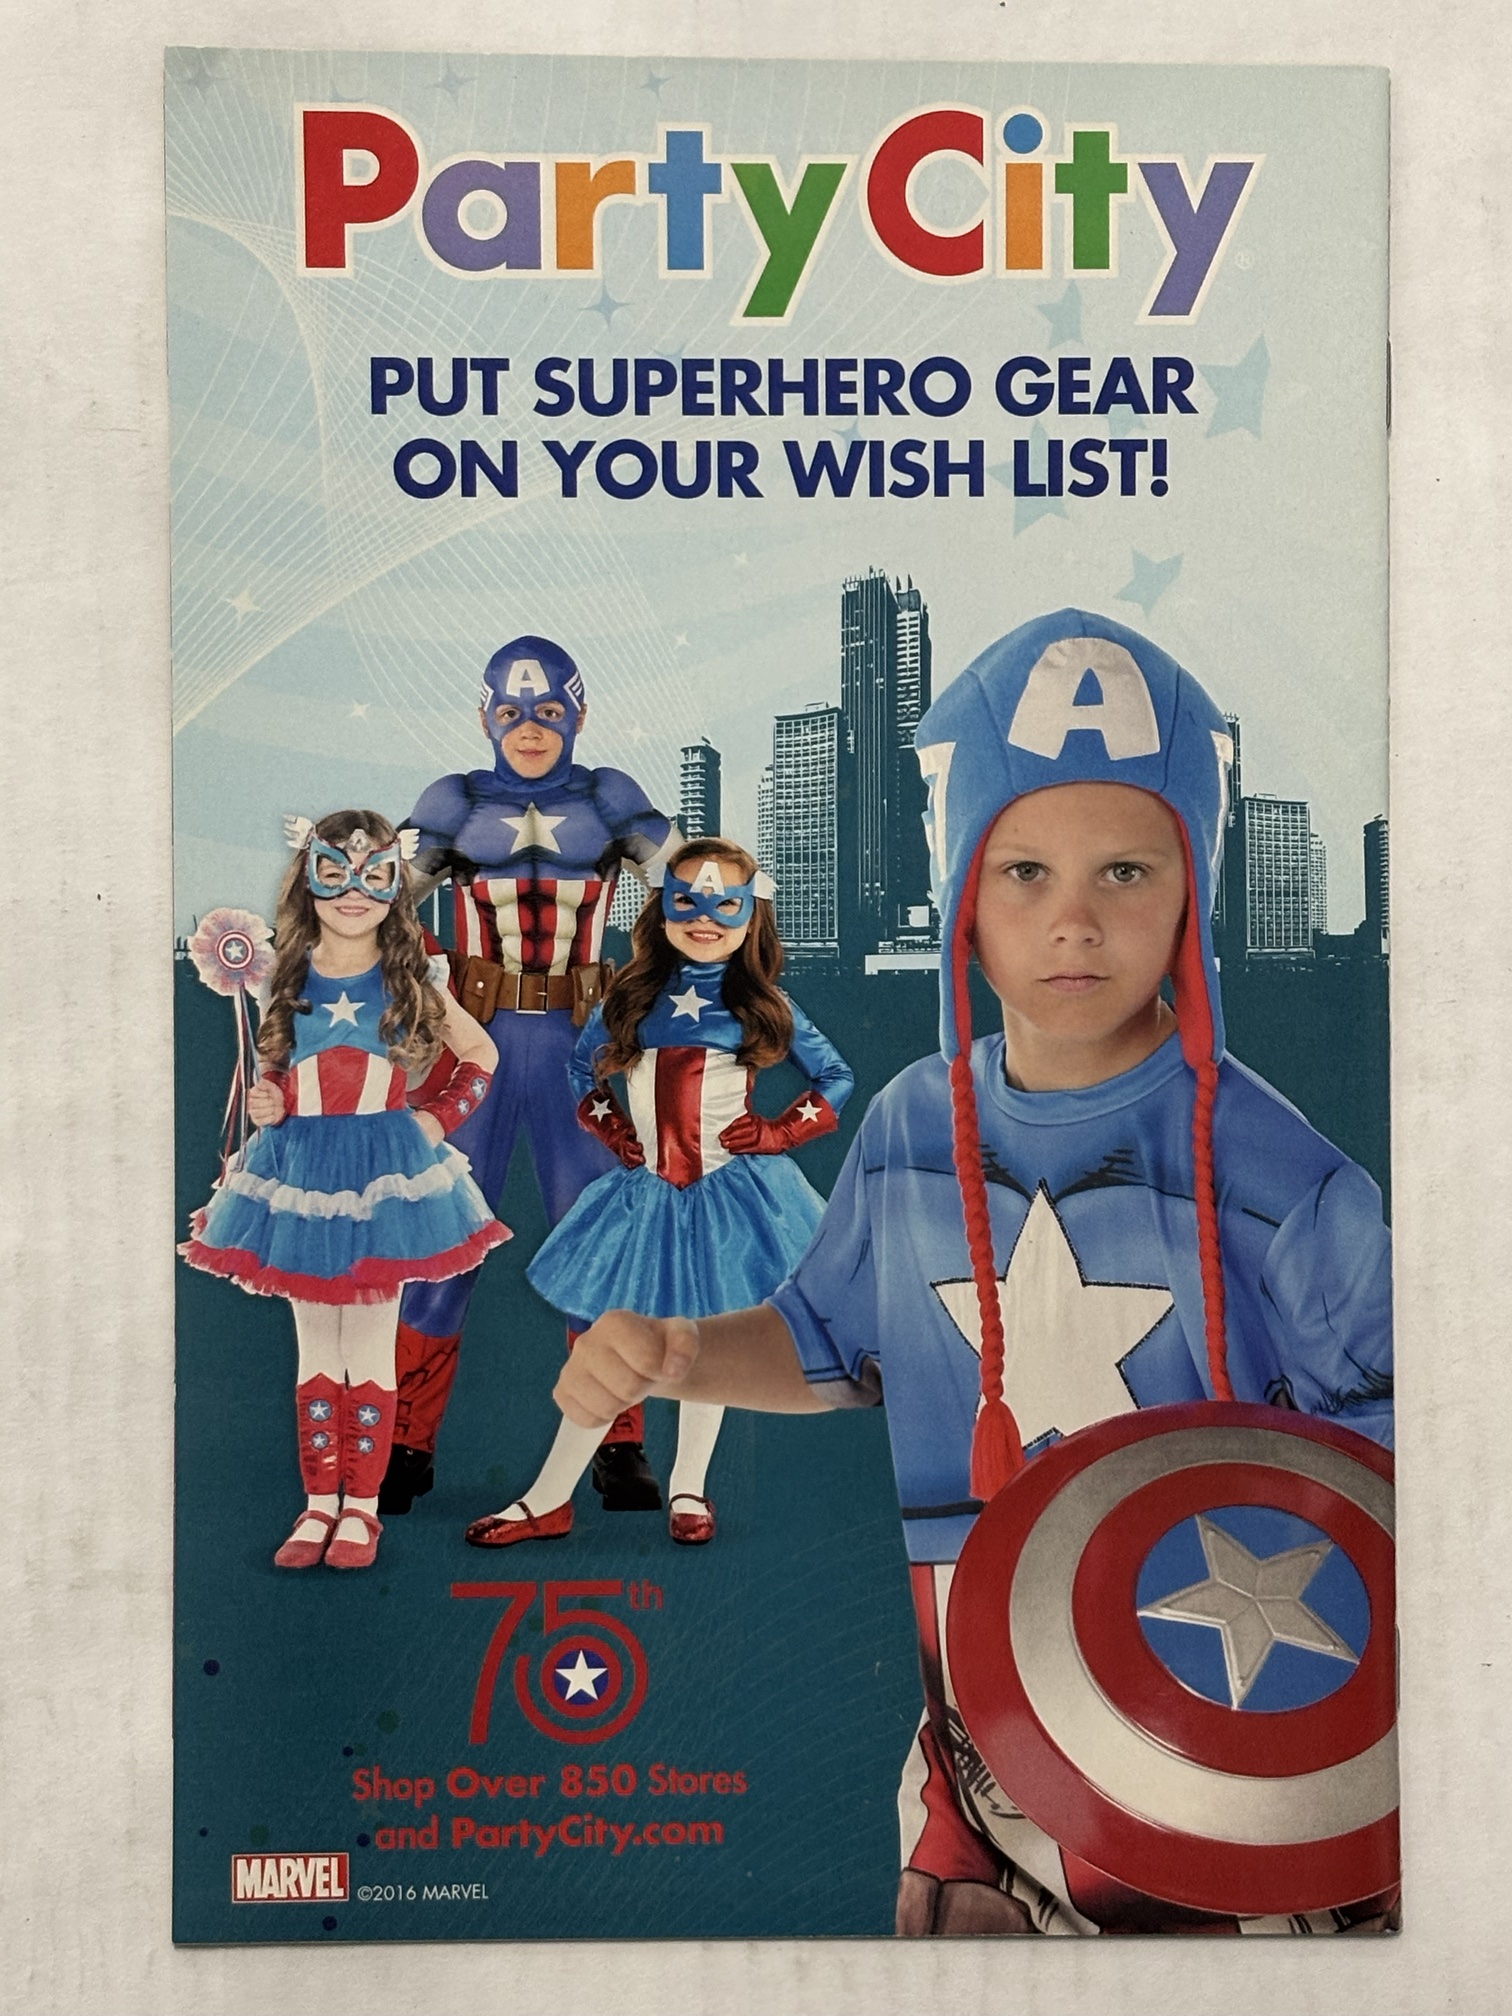 Party City ®
PUT SUPERHERO GEAR
ON YOUR WISH LIST!
A
A
A
75th
Shop Over 850 Stores
and PartyCity.com
MARVEL ©2016 MARVEL